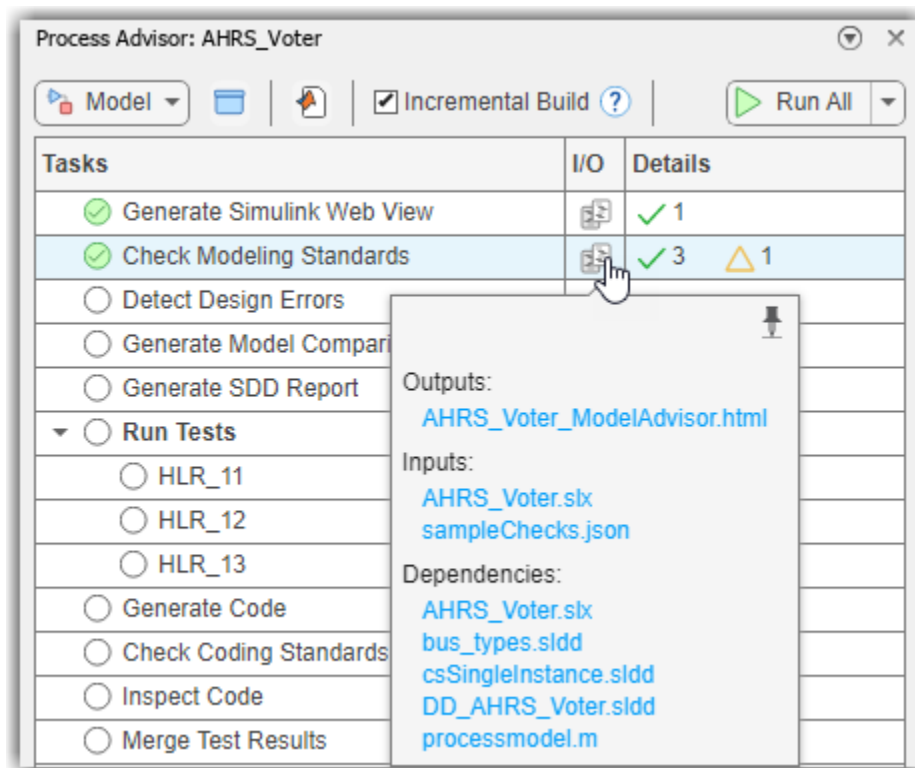 Process Advisor: AHRS_Voter
Model Incremental Build ? Run All
Tasks I/O Details
Generate Simulink Web View 1
Check Modeling Standards 3 1
Detect Design Errors
Generate Model Compari
Generate SDD Report
Run Tests
HLR_11
HLR_12
HLR_13
Generate Code
Check Coding Standards
Inspect Code
Merge Test Results
Outputs:
AHRS_Voter_ModelAdvisor.html
Inputs:
AHRS_Voter.slx
sampleChecks.json
Dependencies:
AHRS_Voter.slx
bus_types.sldd
csSingleInstance.sldd
DD_AHRS_Voter.sldd
processmodel.m